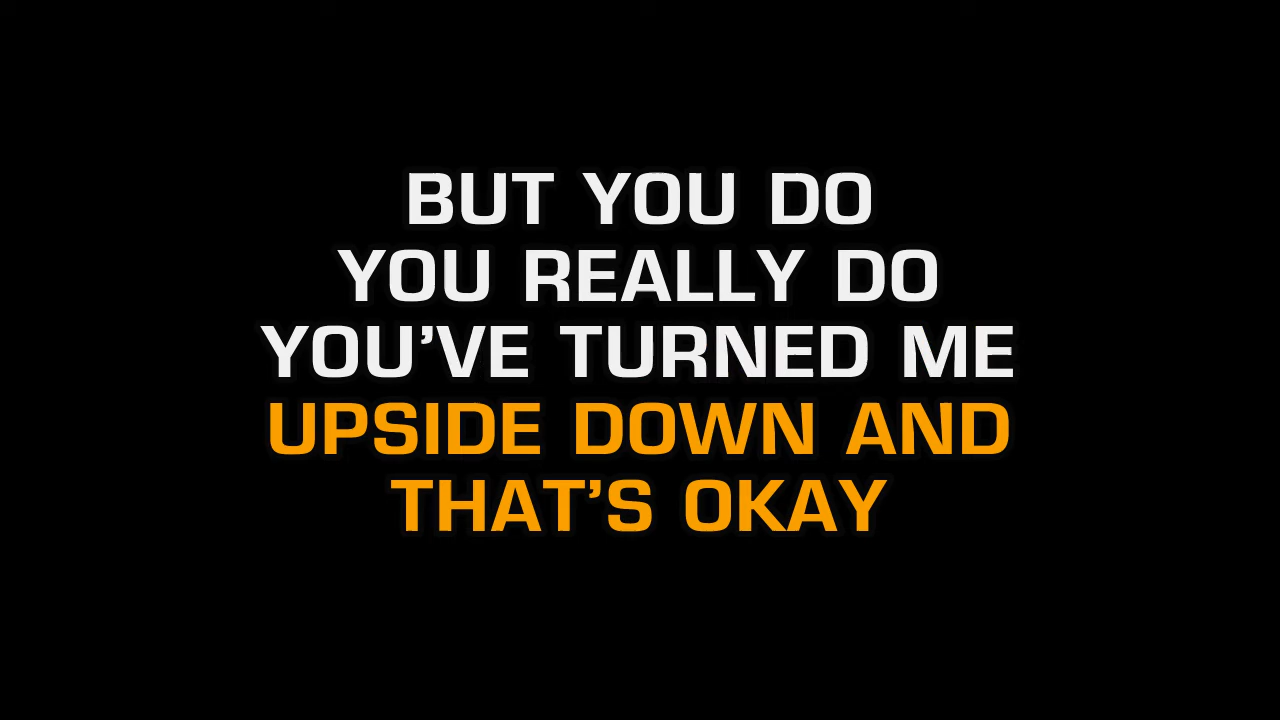 BUT YOU DO
YOU REALLY DO
YOU’VE TURNED ME
UPSIDE DOWN AND
THAT’S OKAY